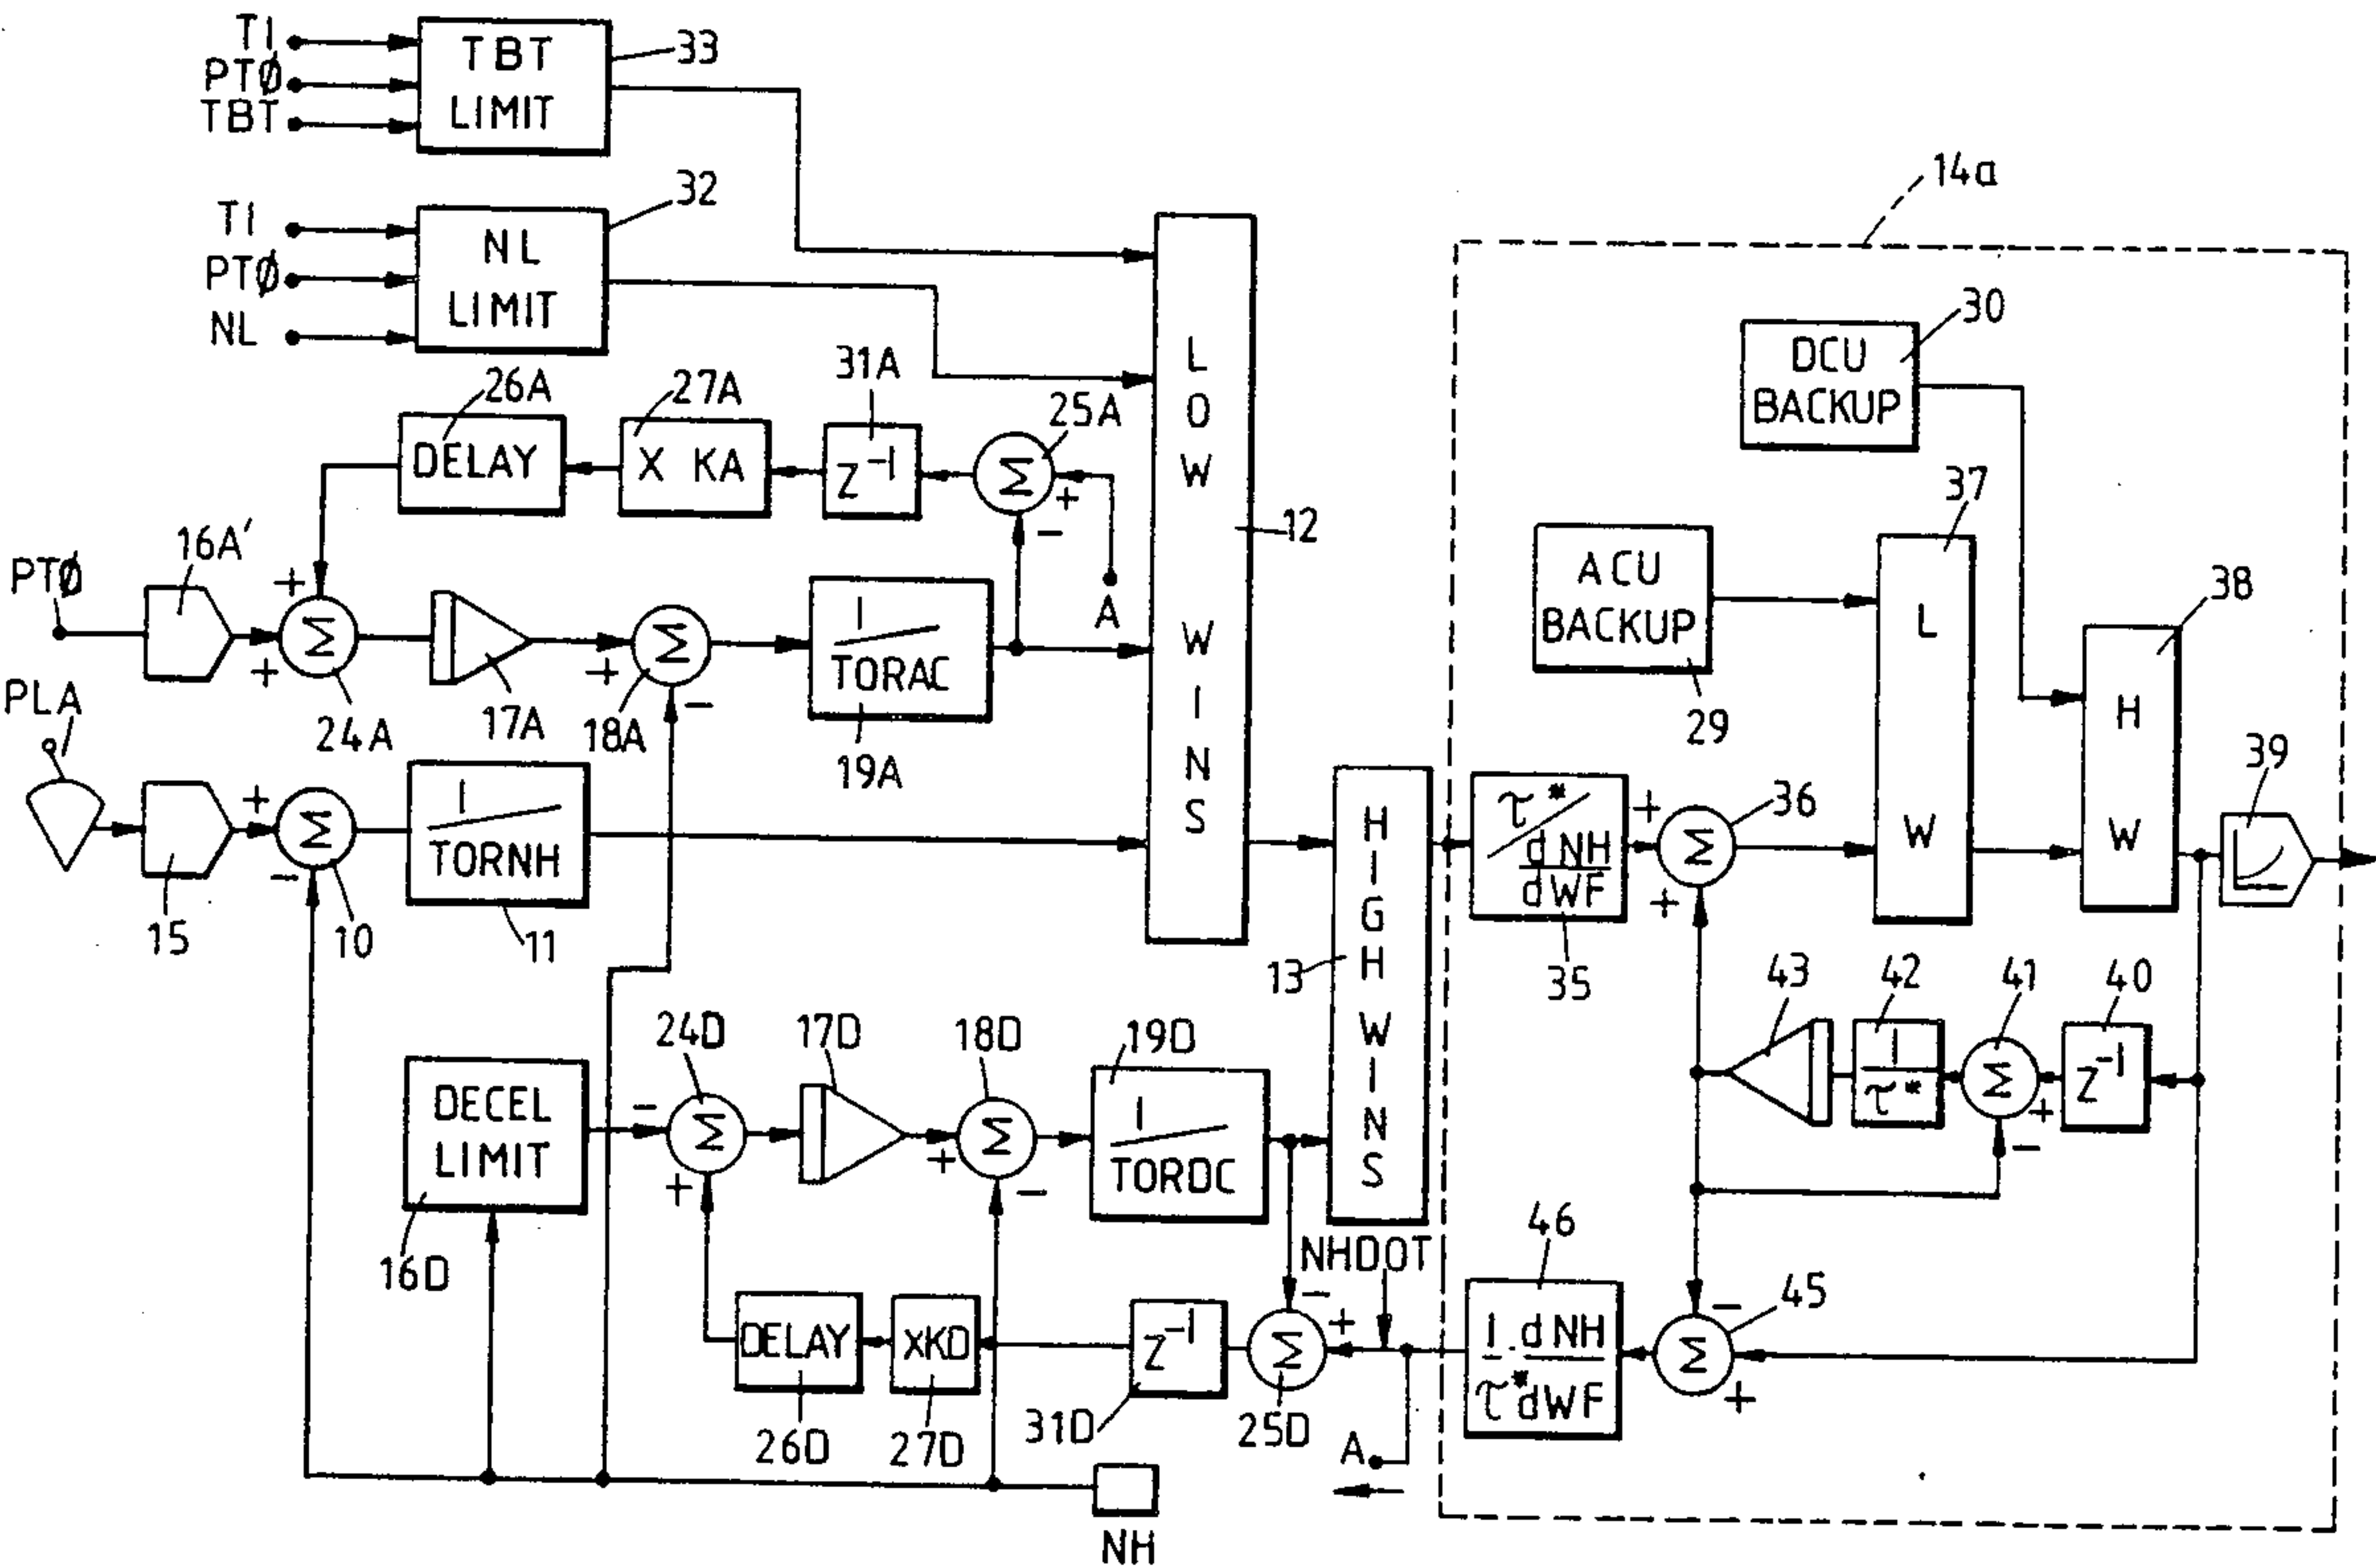 TI
PTØ
TBT
TBT
LIMIT
33
TI
PTØ
NL
NL
LIMIT
32
14a
DCU
BACKUP
30
26A
DELAY
27A
X KA
31A
Z⁻¹
25A
Σ
+
−
A
LOW WINS
12
ACU
BACKUP
29
37
L
W
38
H
W
39
PTØ
16A'
+
+
Σ
24A
17A
+
−
Σ
18A
1
TORAC
19A
PLA
15
+
−
Σ
10
1
TORNH
11
HIGH WINS
13
τ*
dNH
dWF
35
+
+
Σ
36
43
42
1
τ*
41
Σ
+
−
40
Z⁻¹
DECEL
LIMIT
16D
24D
−
+
Σ
17D
18D
+
−
Σ
19D
1
TORDC
NHDOT
DELAY
26D
XKD
27D
Z⁻¹
31D
−
+
Σ
25D
46
1 . dNH
τ* dWF
45
−
+
Σ
A
NH